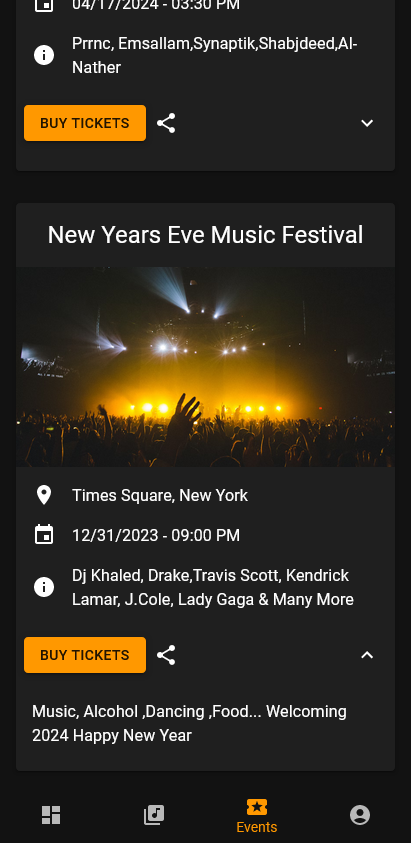 04/17/2024 - 03:30 PM
Prrnc, Emsallam,Synaptik,Shabjdeed,Al-
Nather
BUY TICKETS
New Years Eve Music Festival
Times Square, New York
12/31/2023 - 09:00 PM
Dj Khaled, Drake,Travis Scott, Kendrick
Lamar, J.Cole, Lady Gaga & Many More
BUY TICKETS
Music, Alcohol ,Dancing ,Food... Welcoming
2024 Happy New Year
Events